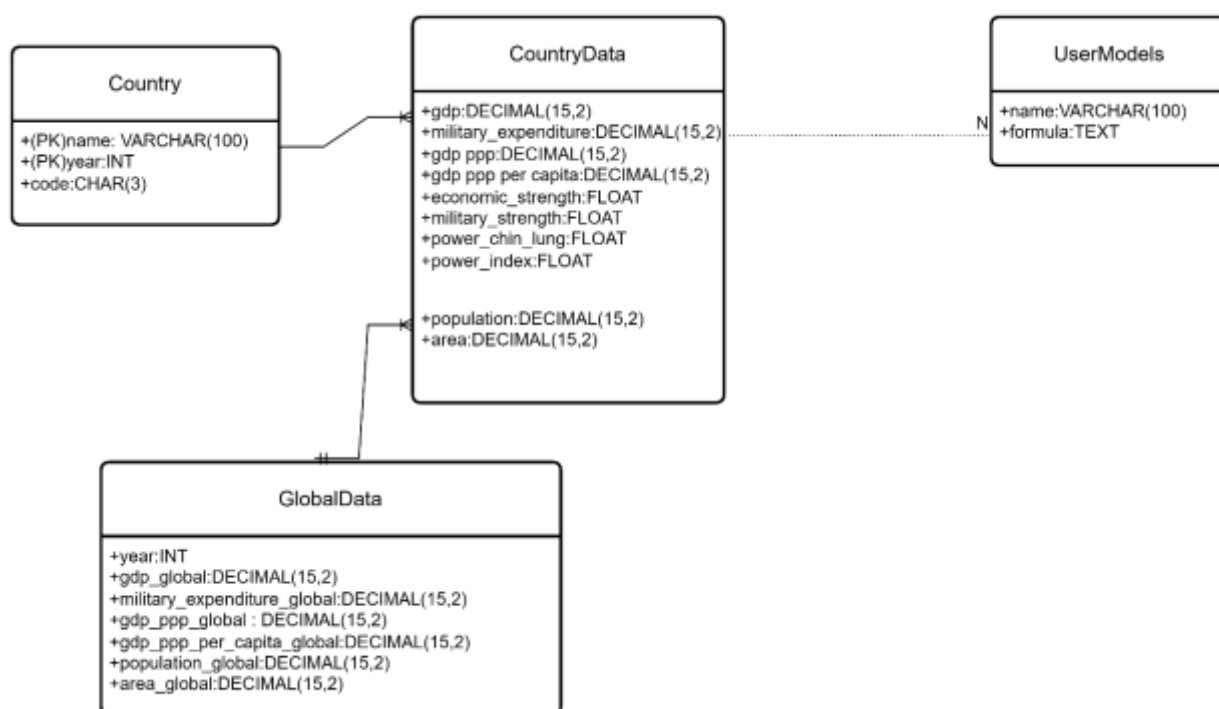 Country
+(PK)name: VARCHAR(100)
+(PK)year:INT
+code:CHAR(3)
CountryData
+gdp:DECIMAL(15,2)
+military_expenditure:DECIMAL(15,2)
+gdp ppp:DECIMAL(15,2)
+gdp ppp per capita:DECIMAL(15,2)
+economic_strength:FLOAT
+military_strength:FLOAT
+power_chin_lung:FLOAT
+power_index:FLOAT
+population:DECIMAL(15,2)
+area:DECIMAL(15,2)
N
UserModels
+name:VARCHAR(100)
+formula:TEXT
GlobalData
+year:INT
+gdp_global:DECIMAL(15,2)
+military_expenditure_global:DECIMAL(15,2)
+gdp_ppp_global : DECIMAL(15,2)
+gdp_ppp_per_capita_global:DECIMAL(15,2)
+population_global:DECIMAL(15,2)
+area_global:DECIMAL(15,2)